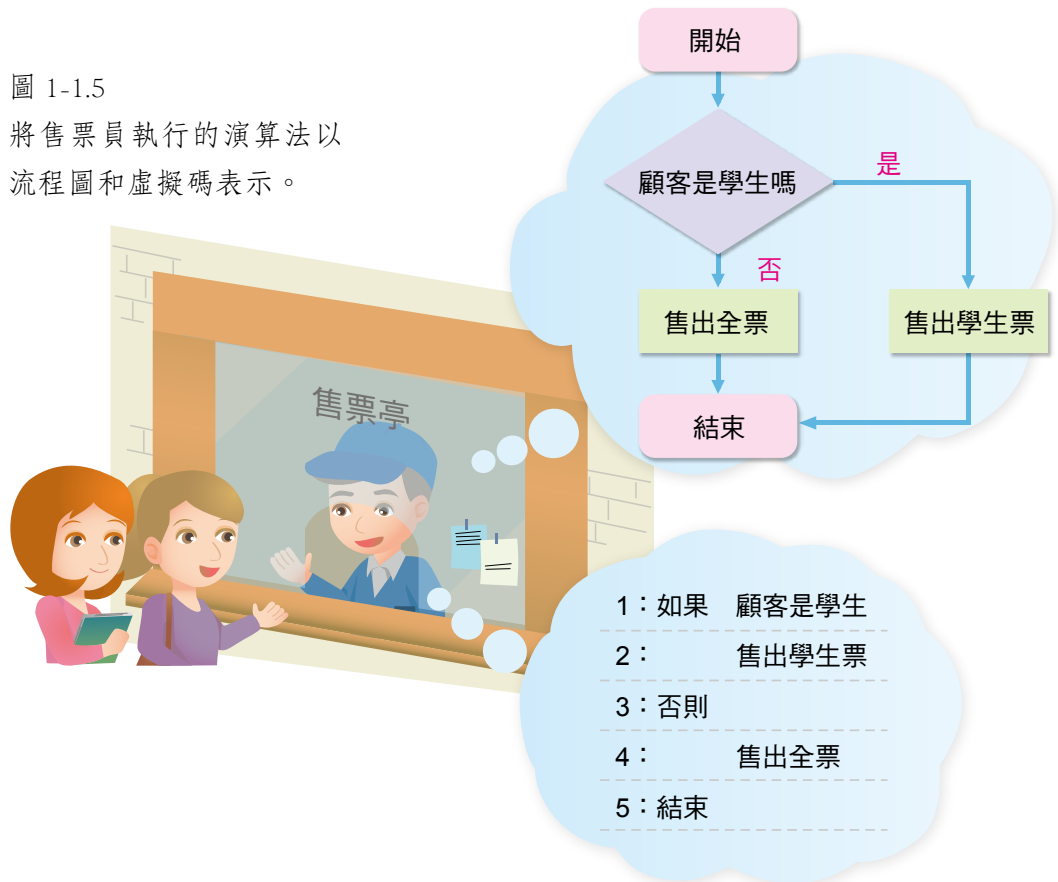 圖 1-1.5
將售票員執行的演算法以
流程圖和虛擬碼表示。
開始
顧客是學生嗎
是
否
售出全票
售出學生票
結束
售票亭
1：如果　顧客是學生
2：　　　售出學生票
3：否則
4：　　　售出全票
5：結束